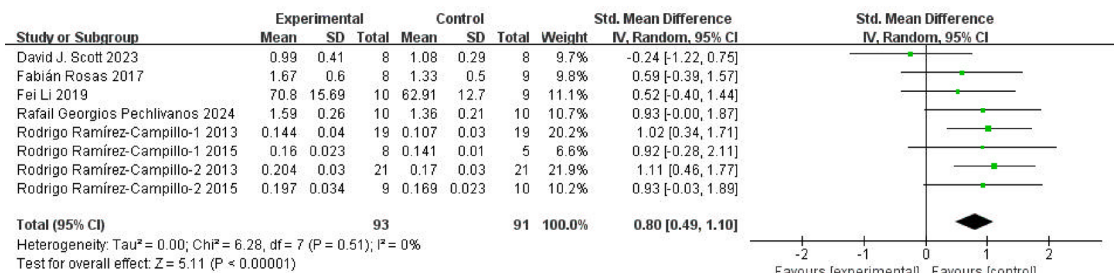 Experimental Control Std. Mean Difference Std. Mean Difference
Study or Subgroup Mean SD Total Mean SD Total Weight IV, Random, 95% CI IV, Random, 95% CI
David J. Scott 2023 0.99 0.41 8 1.08 0.29 8 9.7% -0.24 [-1.22, 0.75]
Fabián Rosas 2017 1.67 0.6 8 1.33 0.5 9 9.8% 0.59 [-0.39, 1.57]
Fei Li 2019 70.8 15.69 10 62.91 12.7 9 11.1% 0.52 [-0.40, 1.44]
Rafail Georgios Pechlivanos 2024 1.59 0.26 10 1.36 0.21 10 10.7% 0.93 [-0.00, 1.87]
Rodrigo Ramírez-Campillo-1 2013 0.144 0.04 19 0.107 0.03 19 20.2% 1.02 [0.34, 1.71]
Rodrigo Ramírez-Campillo-1 2015 0.16 0.023 8 0.141 0.01 5 6.6% 0.92 [-0.28, 2.11]
Rodrigo Ramírez-Campillo-2 2013 0.204 0.03 21 0.17 0.03 21 21.9% 1.11 [0.46, 1.77]
Rodrigo Ramírez-Campillo-2 2015 0.197 0.034 9 0.169 0.023 10 10.2% 0.93 [-0.03, 1.89]
Total (95% CI) 93 91 100.0% 0.80 [0.49, 1.10]
Heterogeneity: Tau² = 0.00; Chi² = 6.28, df = 7 (P = 0.51); I² = 0%
Test for overall effect: Z = 5.11 (P < 0.00001)
-2 -1 0 1 2
Favours [experimental] Favours [control]